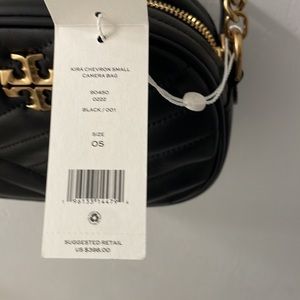 KIRA CHEVRON SMALL
CAMERA BAG
90450
0222
BLACK / 001
SIZE
OS
SUGGESTED RETAIL
US $398.00